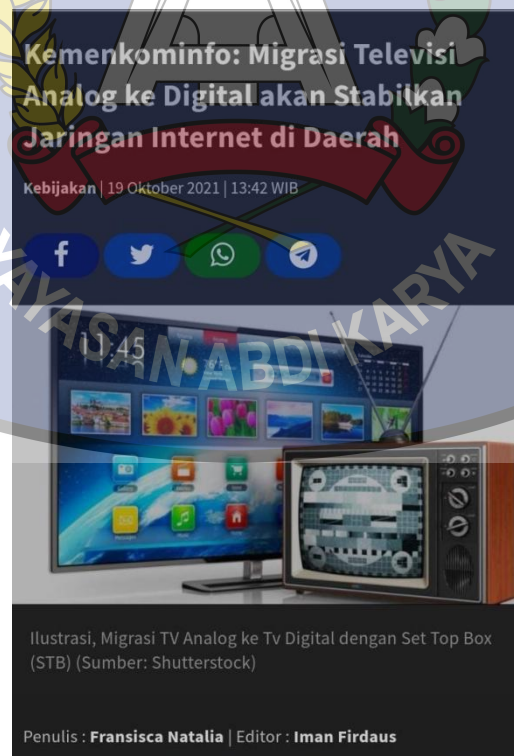 Kemenkominfo: Migrasi Televisi
Analog ke Digital akan Stabilkan
Jaringan Internet di Daerah
Kebijakan | 19 Oktober 2021 | 13:42 WIB
YAYASAN ABDI KARYA
11:45
Ilustrasi, Migrasi TV Analog ke Tv Digital dengan Set Top Box
(STB) (Sumber: Shutterstock)
Penulis : Fransisca Natalia | Editor : Iman Firdaus